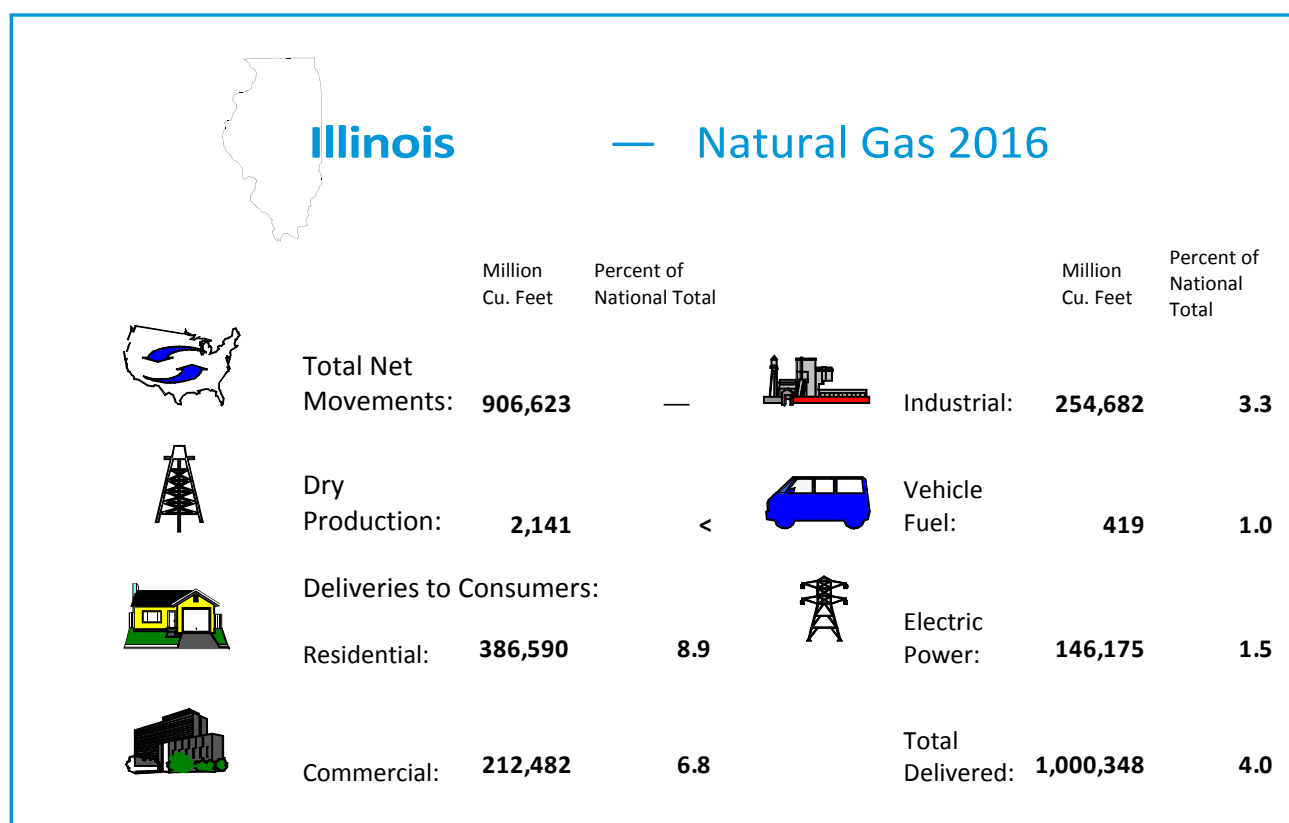 Illinois — Natural Gas 2016
Million
Cu. Feet
Percent of
National Total
Total Net
Movements: 906,623 —
Dry
Production: 2,141 <
Deliveries to Consumers:
Residential: 386,590 8.9
Commercial: 212,482 6.8
Million
Cu. Feet
Percent of
National
Total
Industrial: 254,682 3.3
Vehicle
Fuel: 419 1.0
Electric
Power: 146,175 1.5
Total
Delivered: 1,000,348 4.0